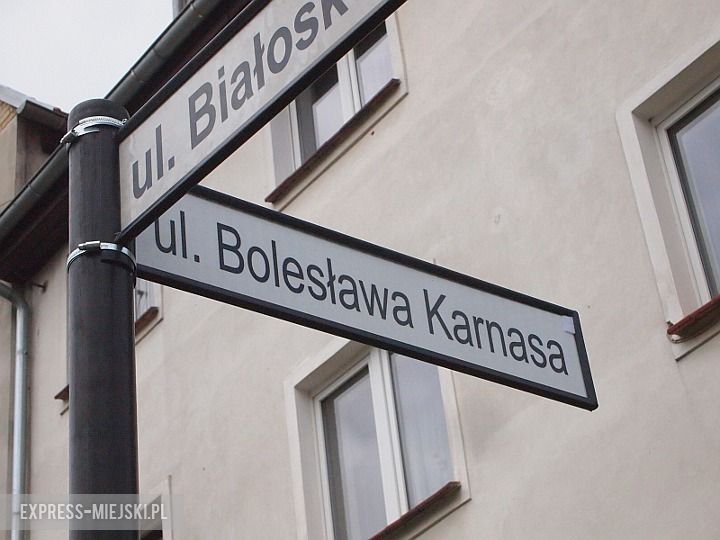 ul. Białosk
ul. Bolesława Karnasa
EXPRESS-MIEJSKI.PL